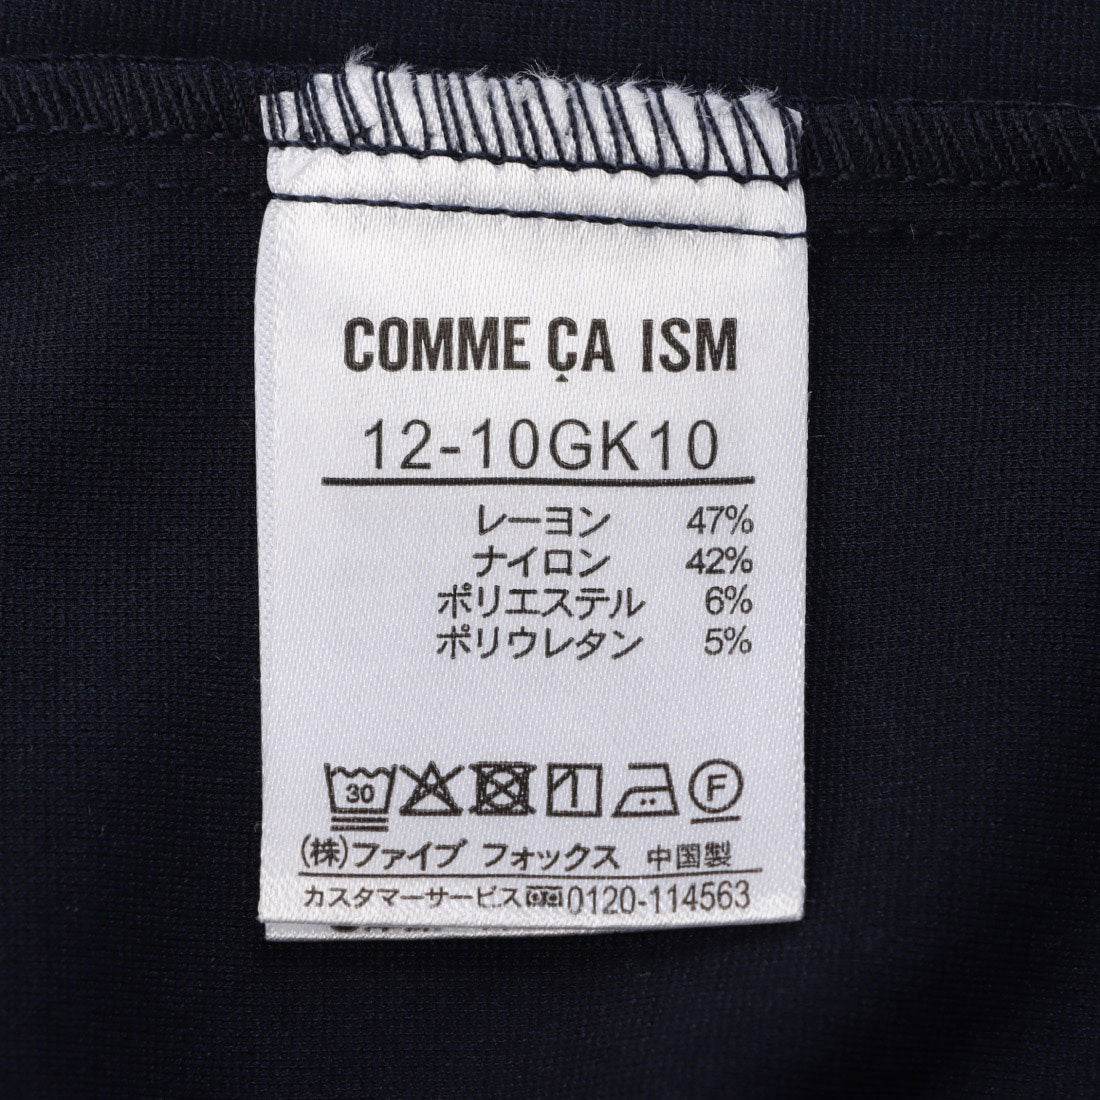 COMME ÇA ISM
12-10GK10
レーヨン 47%
ナイロン 42%
ポリエステル 6%
ポリウレタン 5%
30 F
(株)ファイブ フォックス 中国製
カスタマーサービス 0120-114563